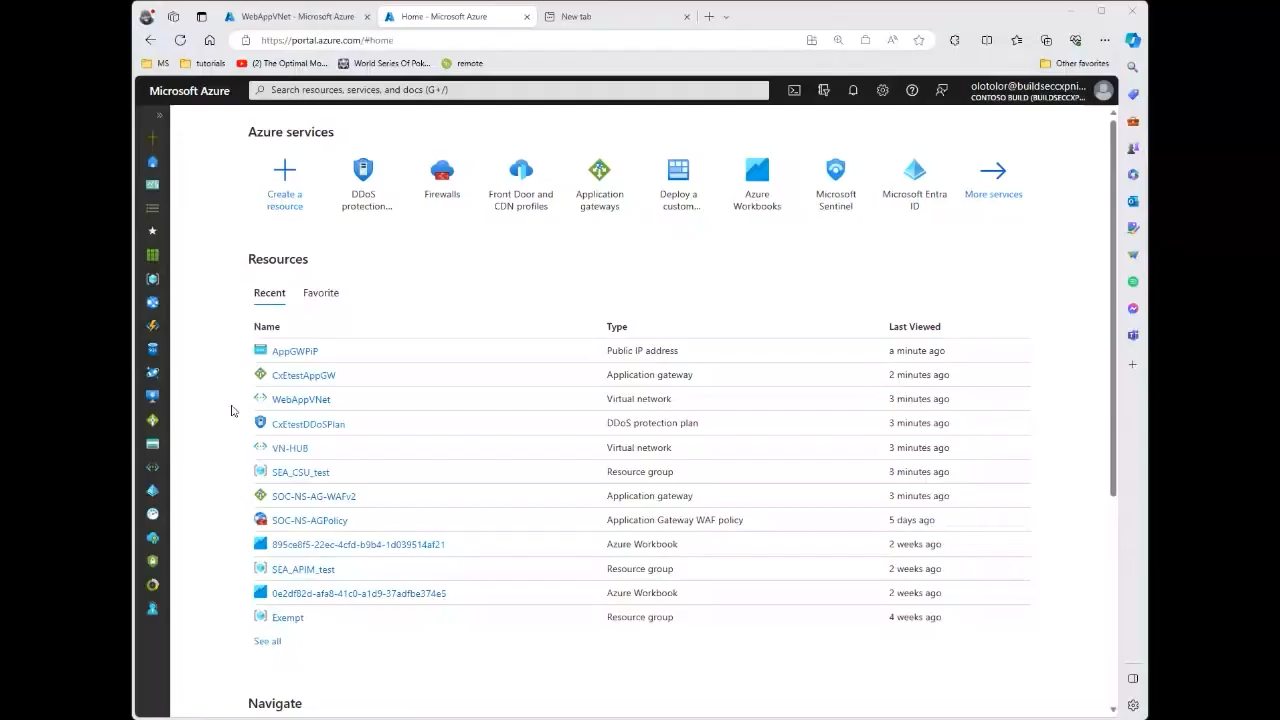 WebAppVNet - Microsoft Azure
Home - Microsoft Azure
New tab
https://portal.azure.com/#home
MS
tutorials
(2) The Optimal Mo...
World Series Of Pok...
remote
Other favorites
Microsoft Azure
Search resources, services, and docs (G+/)
olotolor@buildseccxpni...
CONTOSO BUILD (BUILDSECCXP...
Azure services
Create a resource
DDoS protection...
Firewalls
Front Door and CDN profiles
Application gateways
Deploy a custom...
Azure Workbooks
Microsoft Sentinel
Microsoft Entra ID
More services
Resources
Recent Favorite
Name Type Last Viewed
AppGWPiP Public IP address a minute ago
CxEtestAppGW Application gateway 2 minutes ago
WebAppVNet Virtual network 3 minutes ago
CxEtestDDoSPlan DDoS protection plan 3 minutes ago
VN-HUB Virtual network 3 minutes ago
SEA_CSU_test Resource group 3 minutes ago
SOC-NS-AG-WAFv2 Application gateway 3 minutes ago
SOC-NS-AGPolicy Application Gateway WAF policy 5 days ago
895ce8f5-22ec-4cfd-b9b4-1d039514af21 Azure Workbook 2 weeks ago
SEA_APIM_test Resource group 2 weeks ago
0e2df82d-afa8-41c0-a1d9-37adfbe374e5 Azure Workbook 2 weeks ago
Exempt Resource group 4 weeks ago
See all
Navigate